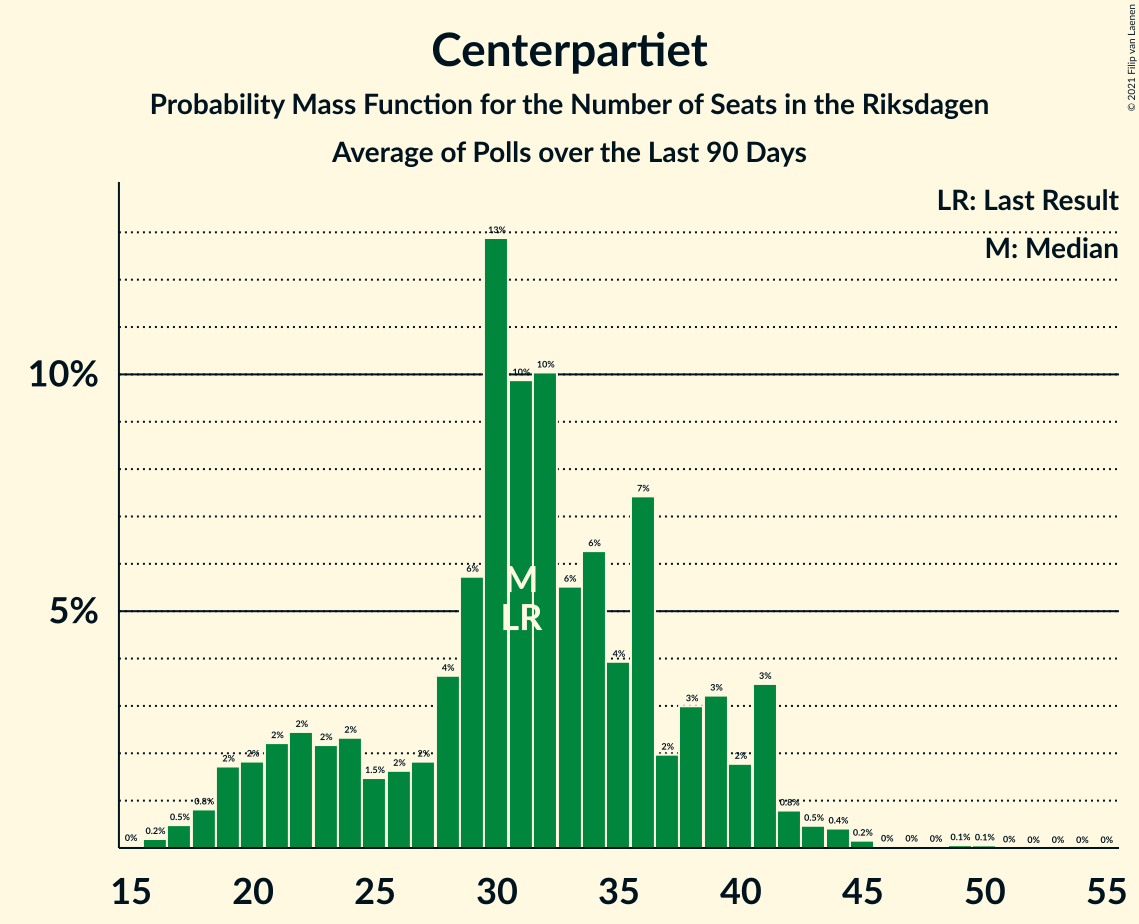 © 2021 Filip van Laenen
Centerpartiet
Probability Mass Function for the Number of Seats in the Riksdagen
Average of Polls over the Last 90 Days
LR: Last Result
M: Median
10%
5%
0% 0.2% 0.5% 0.8% 2% 2% 2% 2% 2% 2% 1.5% 2% 2% 4% 6% 13% 10% 10% 6% 6% 4% 7% 2% 3% 3% 2% 3% 0.8% 0.5% 0.4% 0.2% 0% 0% 0% 0.1% 0.1% 0% 0% 0% 0% 0%
M
LR
15 20 25 30 35 40 45 50 55